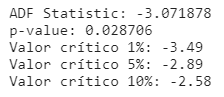 ADF Statistic: -3.071878
p-value: 0.028706
Valor crítico 1%: -3.49
Valor crítico 5%: -2.89
Valor crítico 10%: -2.58